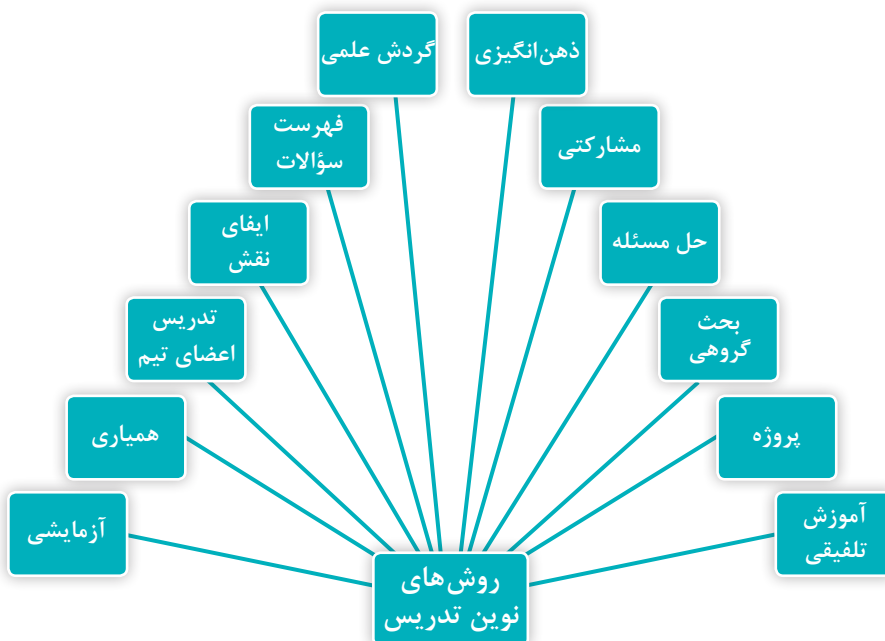 ذهن‌انگیزی
گردش علمی
مشارکتی
فهرست
سؤالات
حل مسئله
ایفای
نقش
بحث
گروهی
تدریس
اعضای تیم
پروژه
همیاری
آموزش
تلفیقی
آزمایشی
روش‌های
نوین تدریس